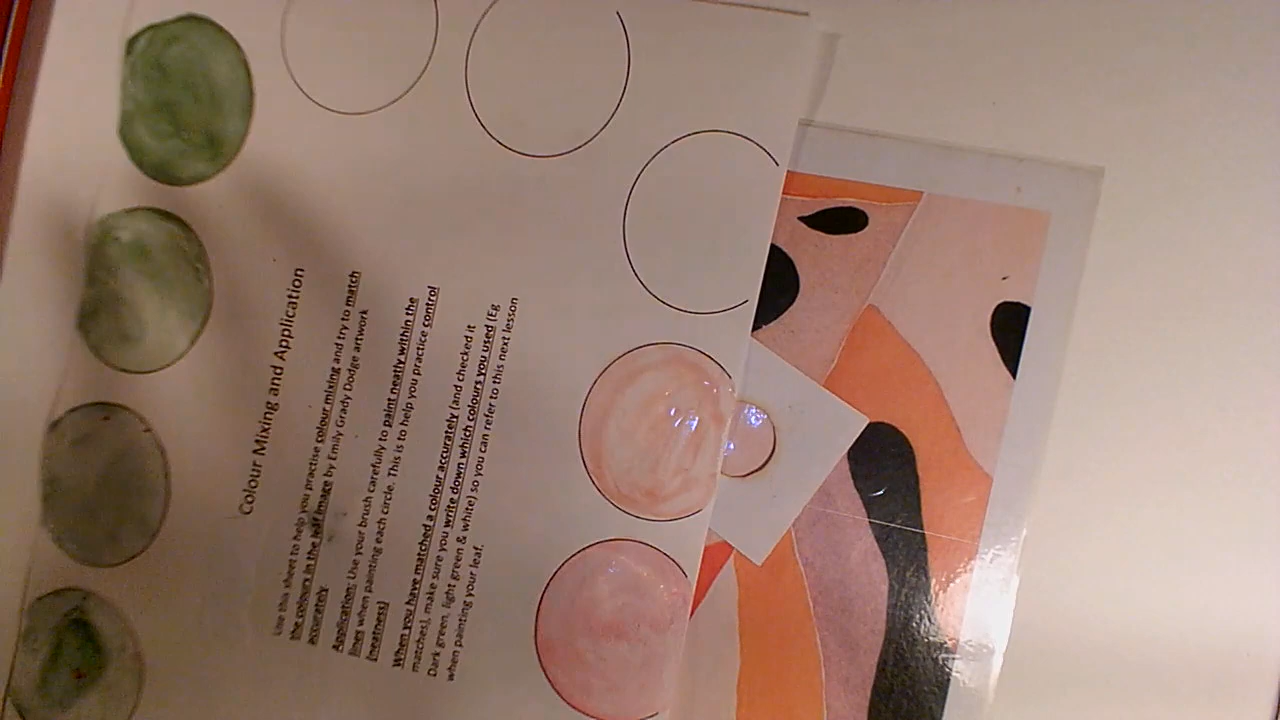 Colour Mixing and Application
Use this sheet to help you practise colour mixing and try to match
the colours in the leaf image by Emily Grady Dodge artwork
accurately
Application: Use your brush carefully to paint neatly within the
lines when painting each circle. This is to help you practice control
(neatness)
When you have matched a colour accurately (and checked it
matches), make sure you write down which colours you used (Eg
Dark green, light green & white) so you can refer to this next lesson
when painting your leaf.